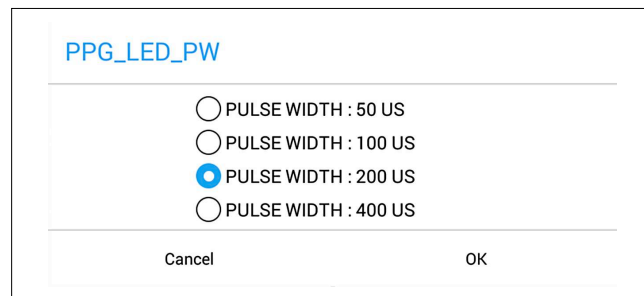 PPG_LED_PW
PULSE WIDTH : 50 US
PULSE WIDTH : 100 US
PULSE WIDTH : 200 US
PULSE WIDTH : 400 US
Cancel OK